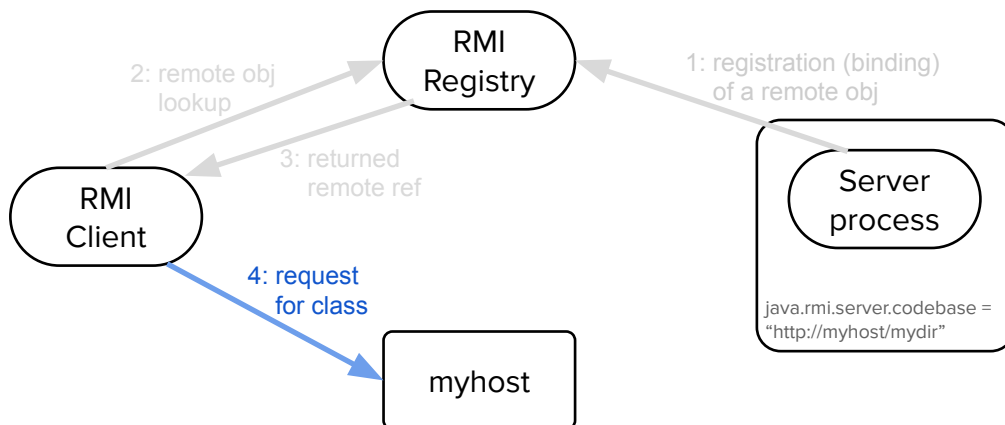 RMI
Registry
2: remote obj
lookup
1: registration (binding)
of a remote obj
3: returned
remote ref
RMI
Client
Server
process
4: request
for class
java.rmi.server.codebase =
“http://myhost/mydir”
myhost